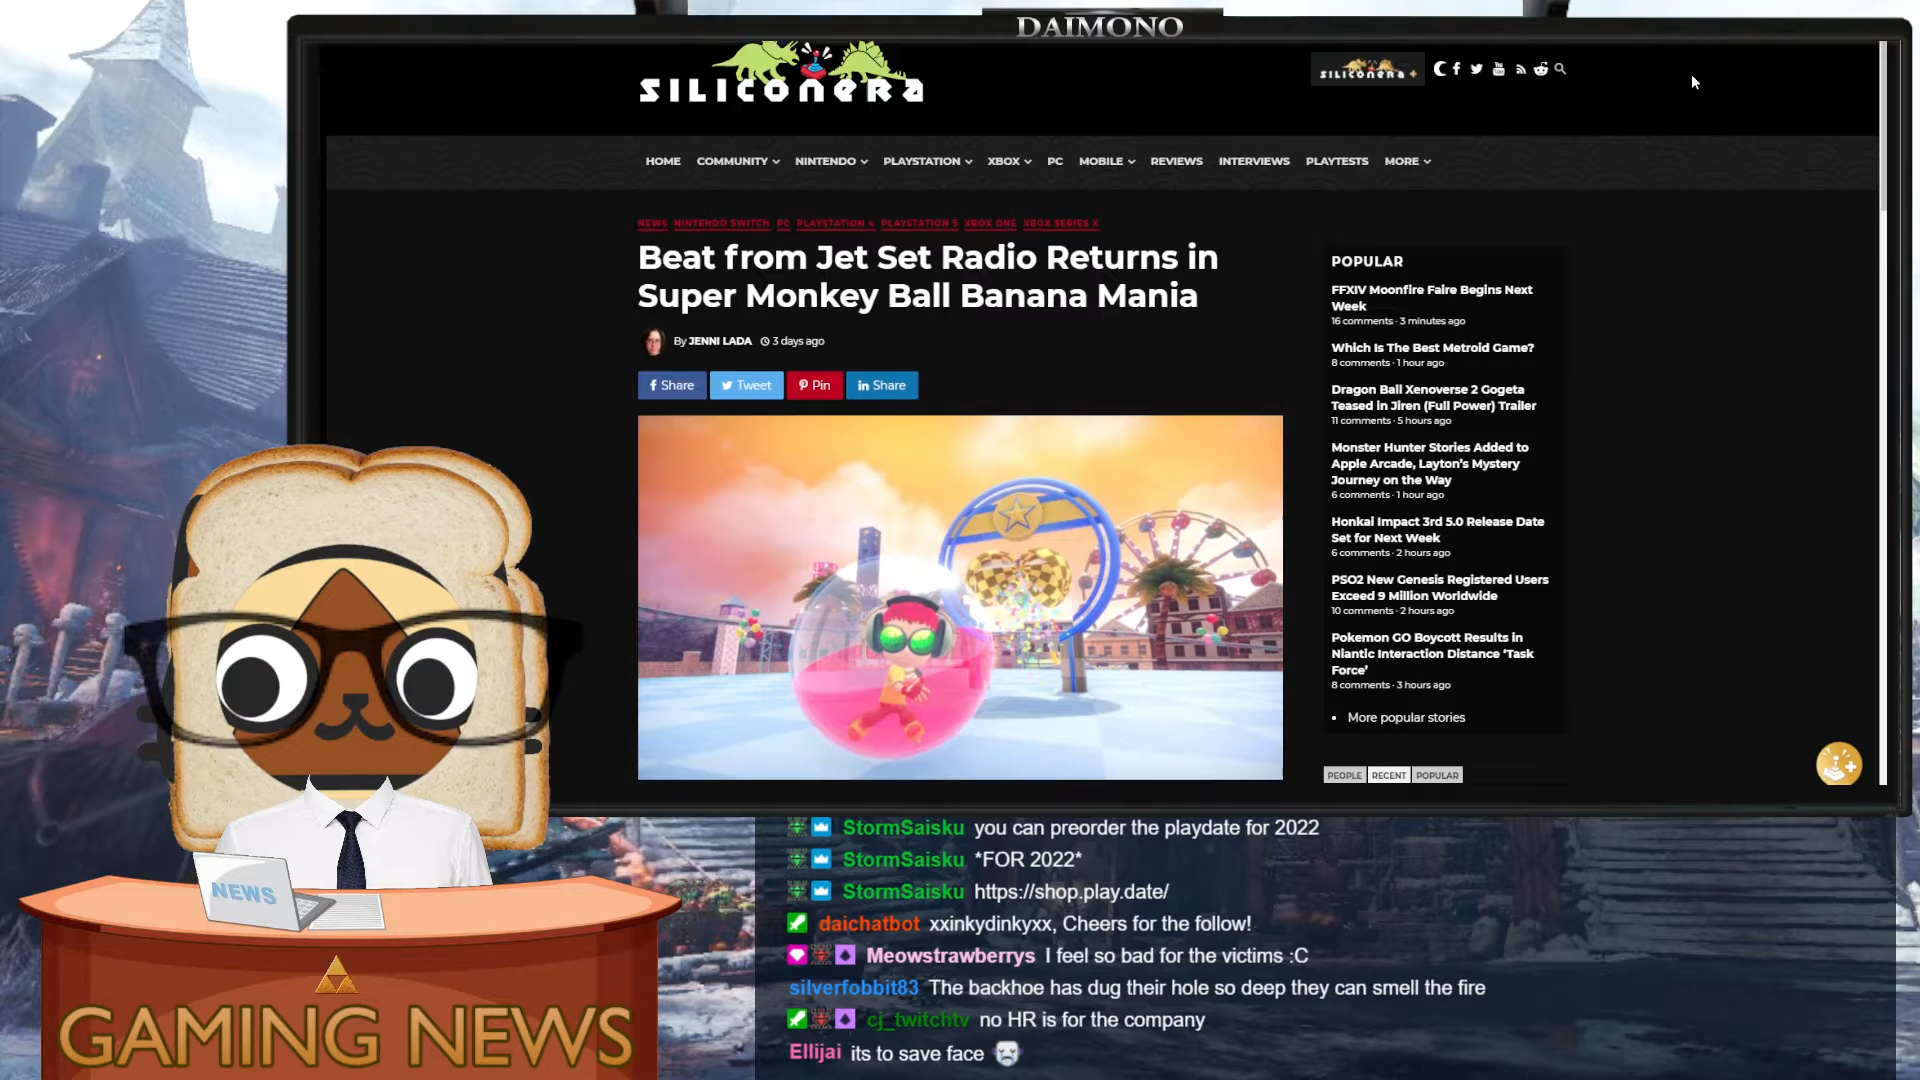 DAIMONO
SILICONERA
SILICONERA+
HOME COMMUNITY NINTENDO PLAYSTATION XBOX PC MOBILE REVIEWS INTERVIEWS PLAYTESTS MORE
NEWS NINTENDO SWITCH PC PLAYSTATION 4 PLAYSTATION 5 XBOX ONE XBOX SERIES X
Beat from Jet Set Radio Returns in
Super Monkey Ball Banana Mania
By JENNI LADA 3 days ago
Share Tweet Pin Share
POPULAR
FFXIV Moonfire Faire Begins Next
Week
16 comments · 3 minutes ago
Which Is The Best Metroid Game?
8 comments · 1 hour ago
Dragon Ball Xenoverse 2 Gogeta
Teased in Jiren (Full Power) Trailer
11 comments · 5 hours ago
Monster Hunter Stories Added to
Apple Arcade, Layton's Mystery
Journey on the Way
6 comments · 1 hour ago
Honkai Impact 3rd 5.0 Release Date
Set for Next Week
6 comments · 2 hours ago
PSO2 New Genesis Registered Users
Exceed 9 Million Worldwide
10 comments · 2 hours ago
Pokemon GO Boycott Results in
Niantic Interaction Distance ‘Task
Force’
8 comments · 3 hours ago
• More popular stories
PEOPLE RECENT POPULAR
StormSaisku you can preorder the playdate for 2022
StormSaisku *FOR 2022*
StormSaisku https://shop.play.date/
daichatbot xxinkydinkyxx, Cheers for the follow!
Meowstrawberrys I feel so bad for the victims :C
silverfobbit83 The backhoe has dug their hole so deep they can smell the fire
cj_twitchtv no HR is for the company
Ellijai its to save face
NEWS
GAMING NEWS